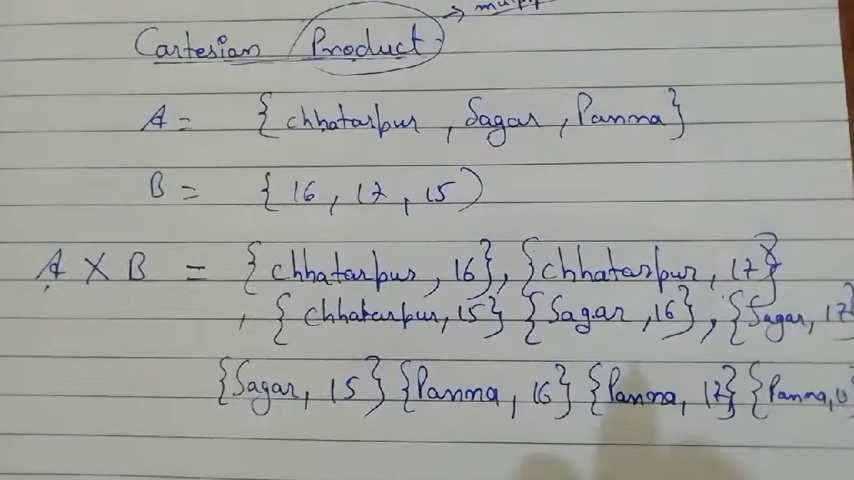 Cartesian Product →
A = { chhatarpur , Sagar , Panna }
B = { 16 , 17 , 15 )
A X B = { chhatarpur , 16 } , { chhatarpur , 17 }
, { chhatarpur , 15 } { Sagar , 16 } , { Sagar , 17 }
{ Sagar , 15 } { Panna , 16 } { Panna , 17 } { Panna ,